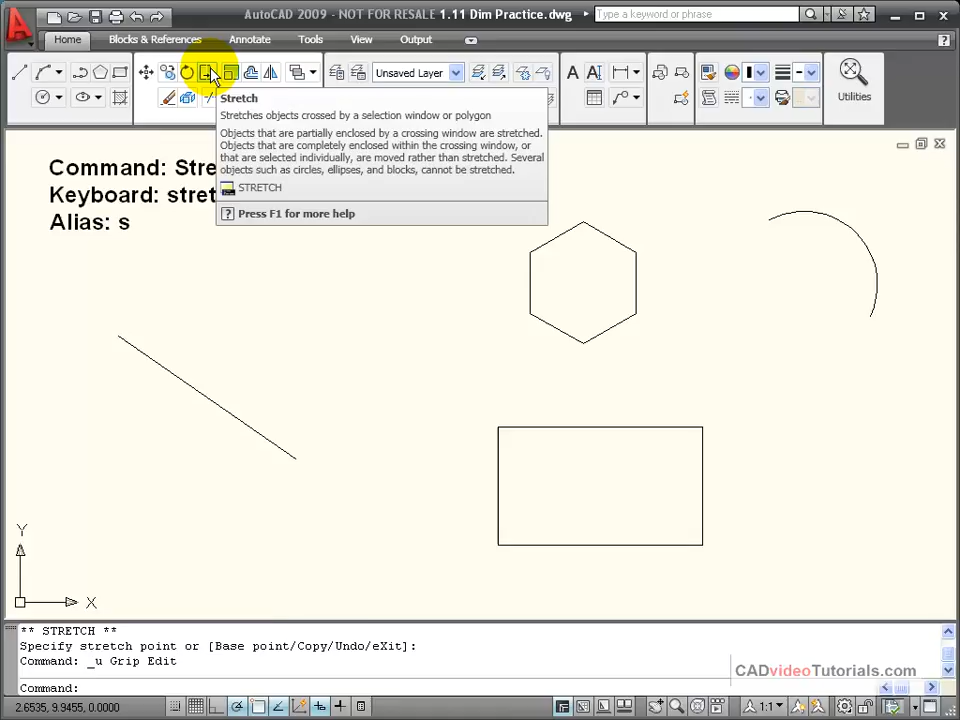 AutoCAD 2009 - NOT FOR RESALE 1.11 Dim Practice.dwg
Type a keyword or phrase
Home
Blocks & References
Annotate
Tools
View
Output
Unsaved Layer
Utilities
Stretch
Stretches objects crossed by a selection window or polygon
Objects that are partially enclosed by a crossing window are stretched.
Objects that are completely enclosed within the crossing window, or
that are selected individually, are moved rather than stretched. Several
objects such as circles, ellipses, and blocks, cannot be stretched.
STRETCH
Press F1 for more help
Command: Stre
Keyboard: stret
Alias: s
Y
X
** STRETCH **
Specify stretch point or [Base point/Copy/Undo/eXit]:
Command: _u Grip Edit
Command:
CADvideoTutorials.com
2.6535, 9.9455, 0.0000
1:1